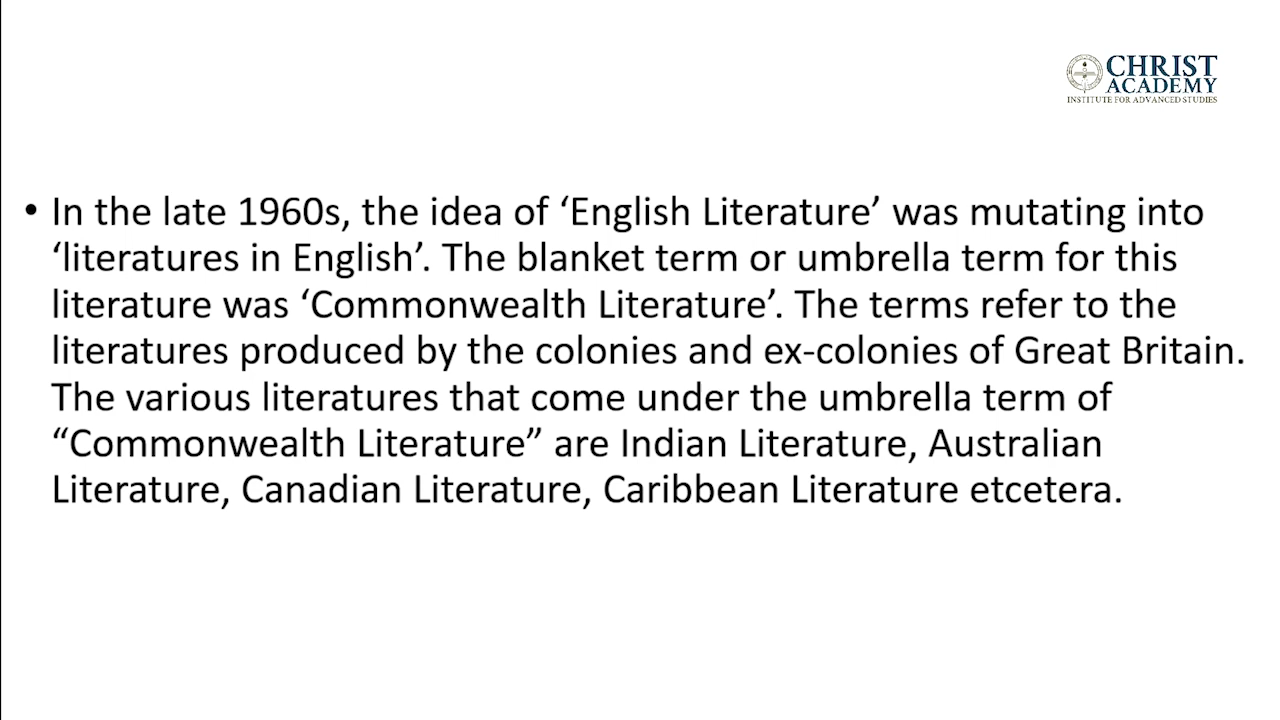 CHRIST
ACADEMY
INSTITUTE FOR ADVANCED STUDIES
• In the late 1960s, the idea of ‘English Literature’ was mutating into
‘literatures in English’. The blanket term or umbrella term for this
literature was ‘Commonwealth Literature’. The terms refer to the
literatures produced by the colonies and ex-colonies of Great Britain.
The various literatures that come under the umbrella term of
“Commonwealth Literature” are Indian Literature, Australian
Literature, Canadian Literature, Caribbean Literature etcetera.